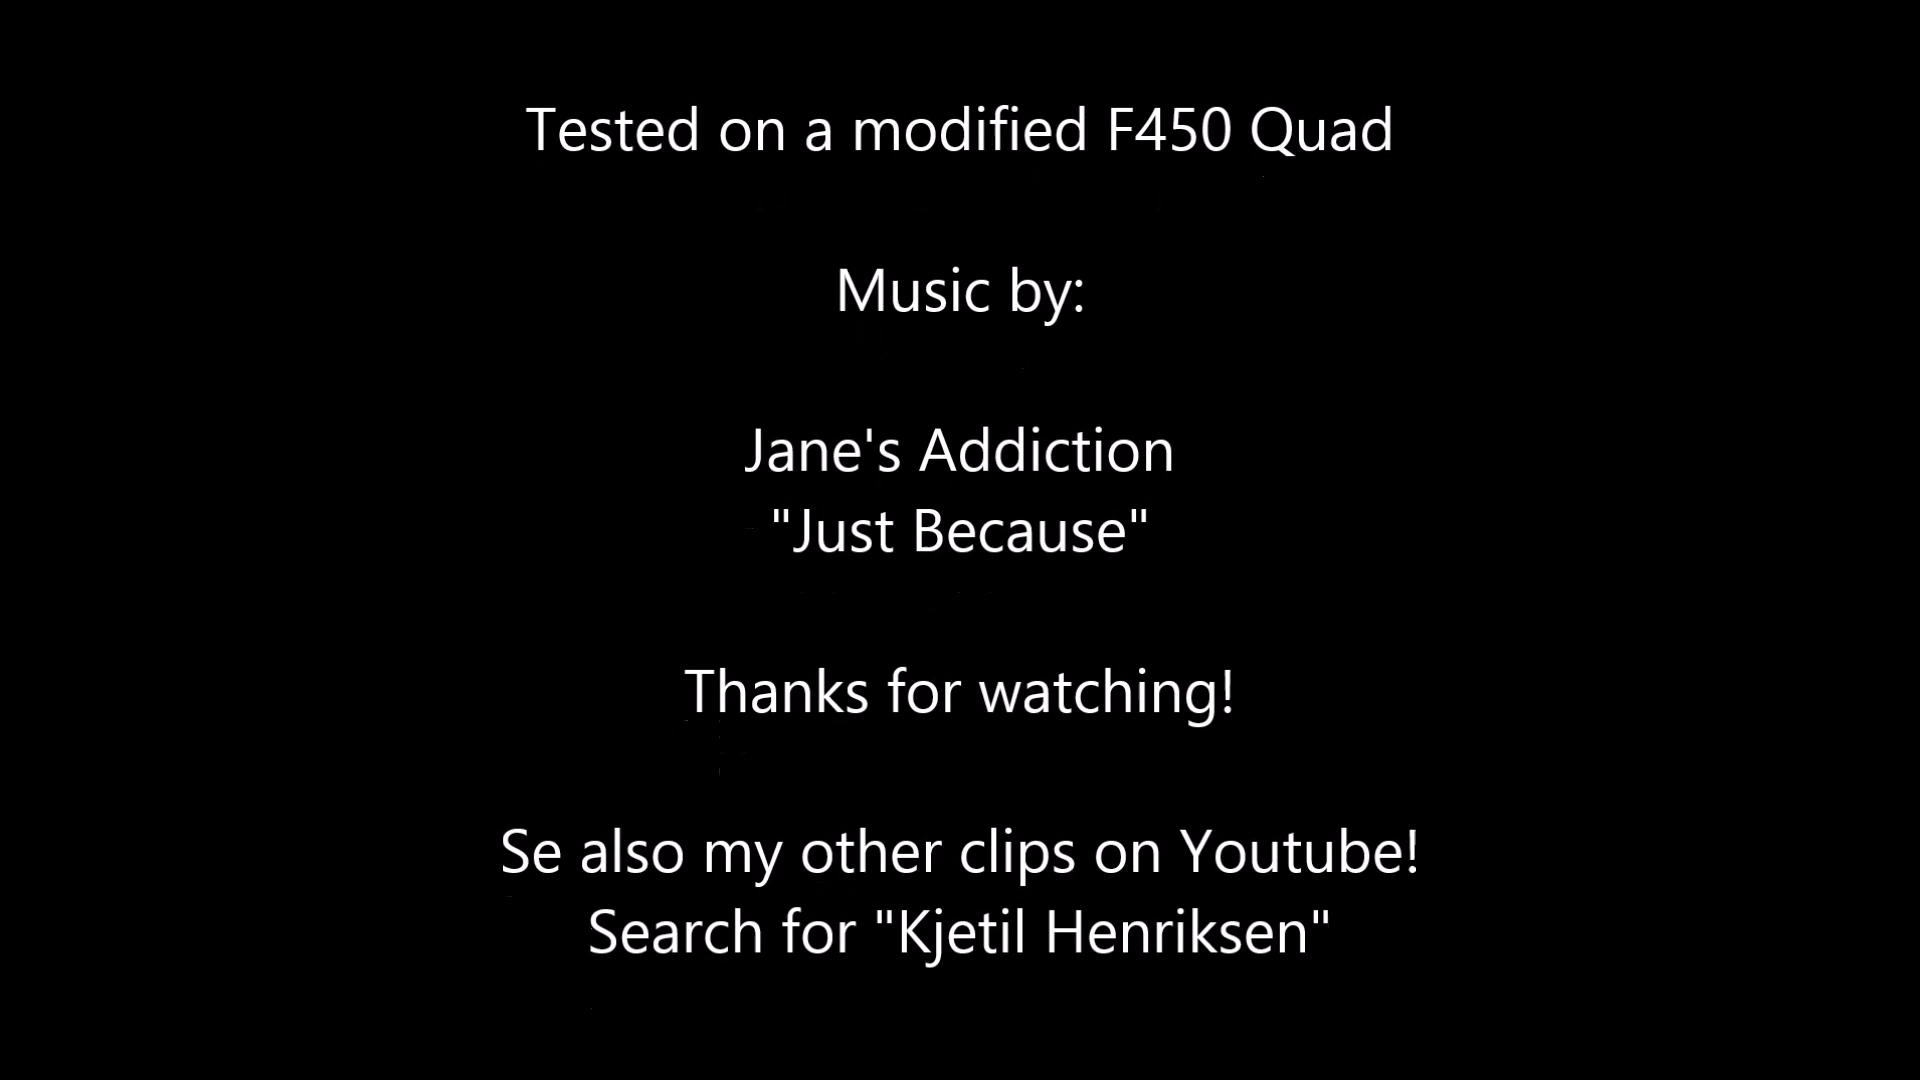 Tested on a modified F450 Quad
Music by:
Jane's Addiction
"Just Because"
Thanks for watching!
Se also my other clips on Youtube!
Search for "Kjetil Henriksen"